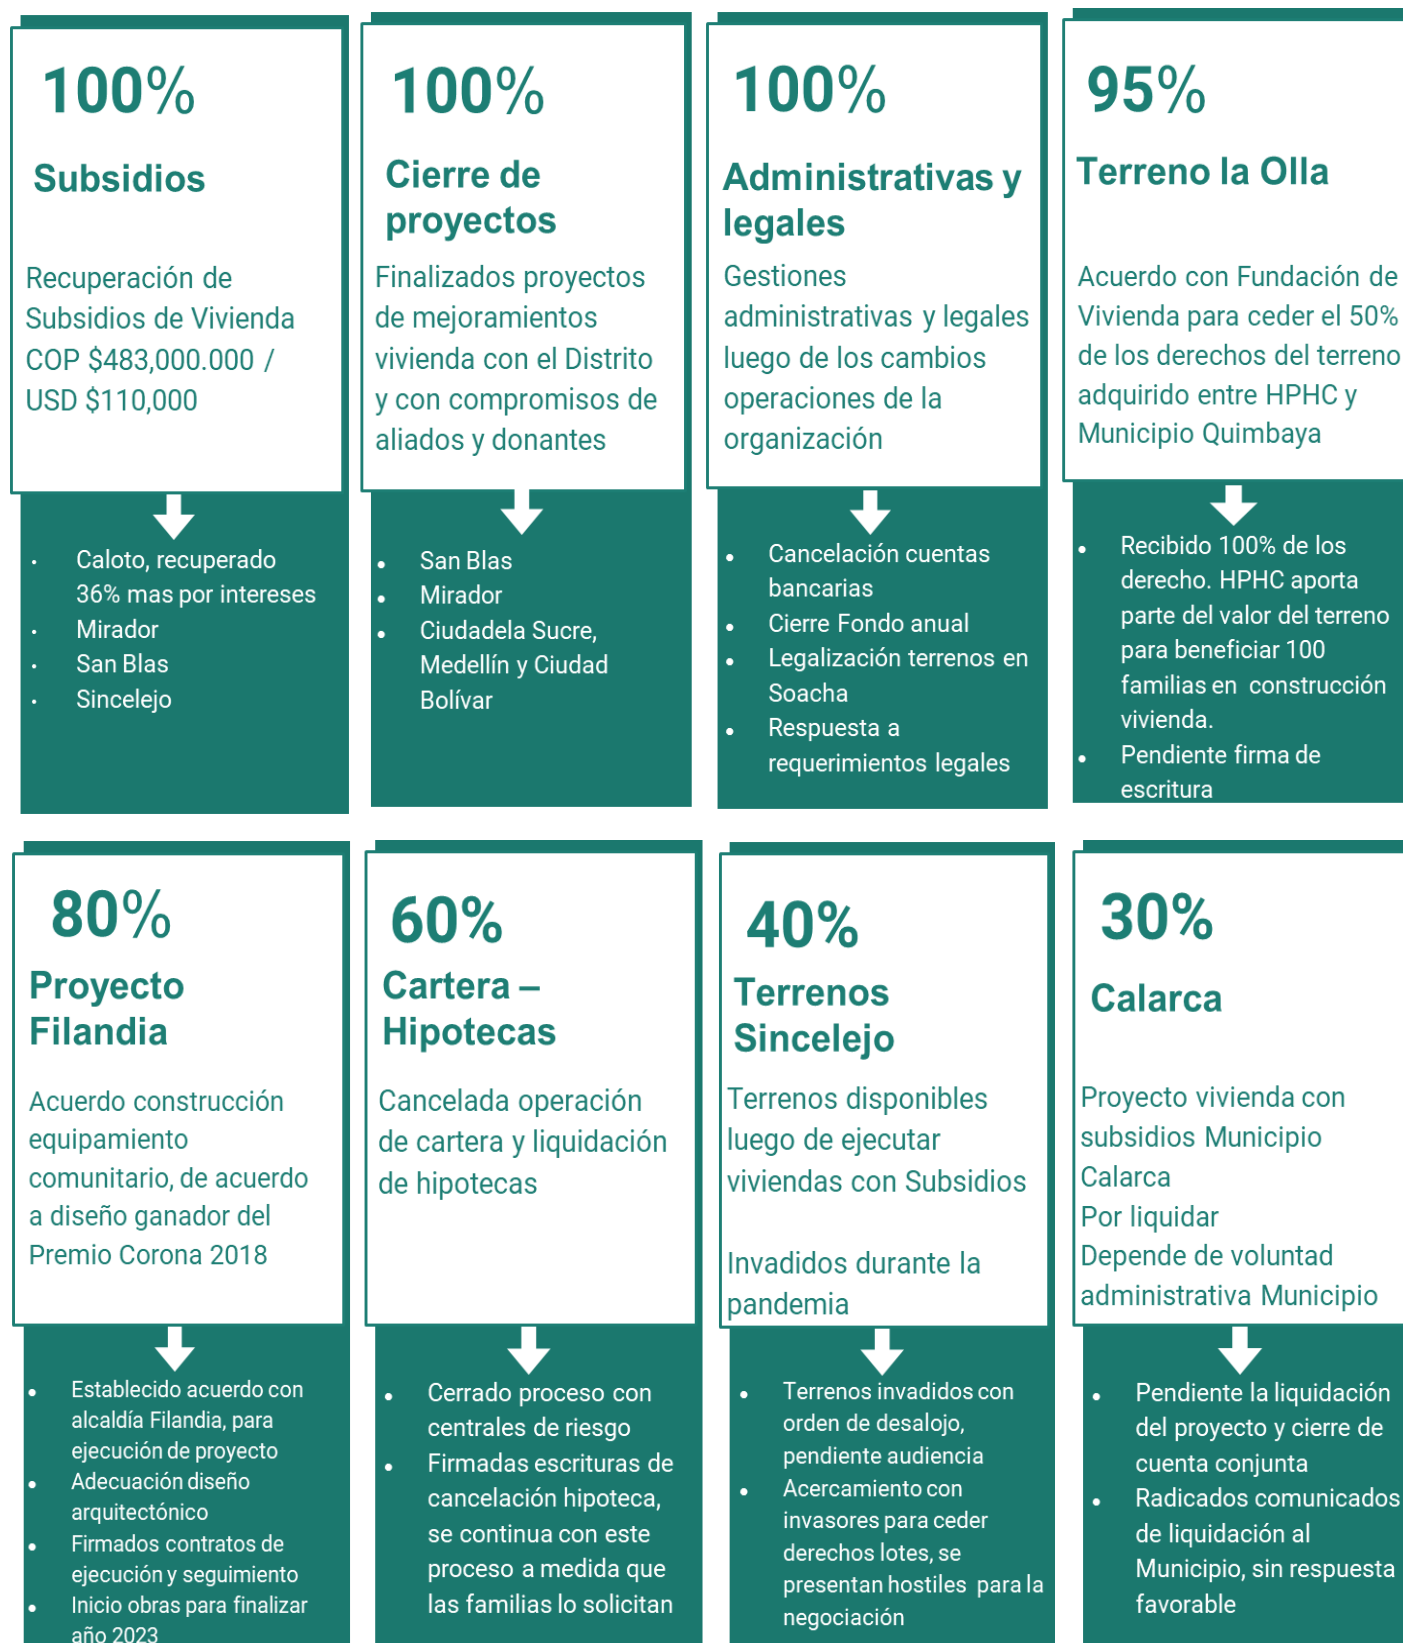 100%
Subsidios
Recuperación de
Subsidios de Vivienda
COP $483,000.000 /
USD $110,000
• Caloto, recuperado
36% mas por intereses
• Mirador
• San Blas
• Sincelejo
100%
Cierre de
proyectos
Finalizados proyectos
de mejoramientos
vivienda con el Distrito
y con compromisos de
aliados y donantes
• San Blas
• Mirador
• Ciudadela Sucre,
Medellín y Ciudad
Bolívar
100%
Administrativas y
legales
Gestiones
administrativas y legales
luego de los cambios
operaciones de la
organización
• Cancelación cuentas
bancarias
• Cierre Fondo anual
• Legalización terrenos en
Soacha
• Respuesta a
requerimientos legales
95%
Terreno la Olla
Acuerdo con Fundación de
Vivienda para ceder el 50%
de los derechos del terreno
adquirido entre HPHC y
Municipio Quimbaya
• Recibido 100% de los
derecho. HPHC aporta
parte del valor del terreno
para beneficiar 100
familias en construcción
vivienda.
• Pendiente firma de
escritura
80%
Proyecto
Filandia
Acuerdo construcción
equipamiento
comunitario, de acuerdo
a diseño ganador del
Premio Corona 2018
• Establecido acuerdo con
alcaldía Filandia, para
ejecución de proyecto
• Adecuación diseño
arquitectónico
• Firmados contratos de
ejecución y seguimiento
• Inicio obras para finalizar
año 2023
60%
Cartera –
Hipotecas
Cancelada operación
de cartera y liquidación
de hipotecas
• Cerrado proceso con
centrales de riesgo
• Firmadas escrituras de
cancelación hipoteca,
se continua con este
proceso a medida que
las familias lo solicitan
40%
Terrenos
Sincelejo
Terrenos disponibles
luego de ejecutar
viviendas con Subsidios
Invadidos durante la
pandemia
• Terrenos invadidos con
orden de desalojo,
pendiente audiencia
• Acercamiento con
invasores para ceder
derechos lotes, se
presentan hostiles para la
negociación
30%
Calarca
Proyecto vivienda con
subsidios Municipio
Calarca
Por liquidar
Depende de voluntad
administrativa Municipio
• Pendiente la liquidación
del proyecto y cierre de
cuenta conjunta
• Radicados comunicados
de liquidación al
Municipio, sin respuesta
favorable